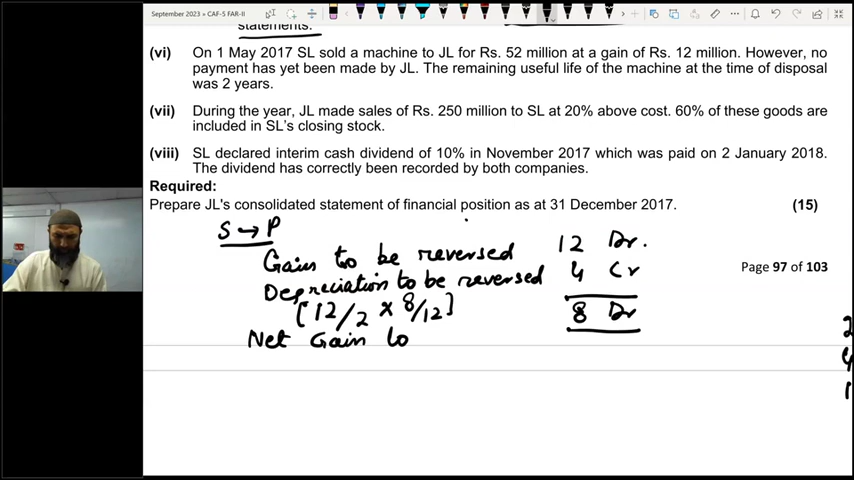 September 2023 » CAF-5 FAR-II
statements.
(vi) On 1 May 2017 SL sold a machine to JL for Rs. 52 million at a gain of Rs. 12 million. However, no
payment has yet been made by JL. The remaining useful life of the machine at the time of disposal
was 2 years.
(vii) During the year, JL made sales of Rs. 250 million to SL at 20% above cost. 60% of these goods are
included in SL's closing stock.
(viii) SL declared interim cash dividend of 10% in November 2017 which was paid on 2 January 2018.
The dividend has correctly been recorded by both companies.
Required:
Prepare JL's consolidated statement of financial position as at 31 December 2017. (15)
S → P
Gain to be reversed 12 Dr.
Depreciation to be reversed 4 Cr
[12/2 × 8/12] 8 Dr
Net Gain to
Page 97 of 103
2
4
1